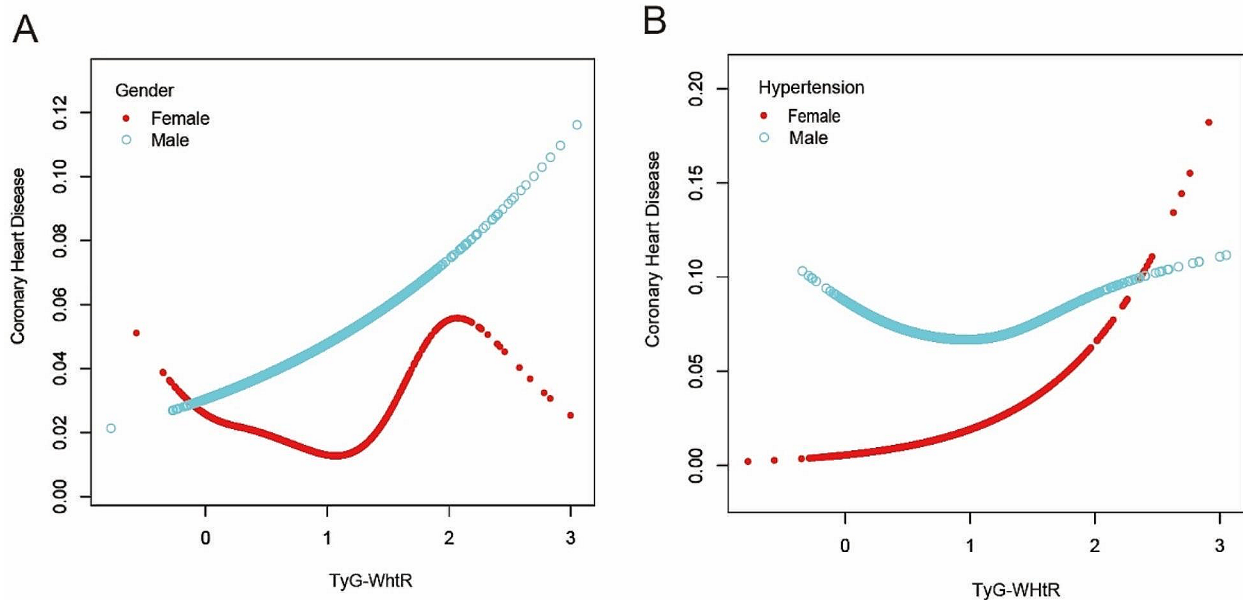 A
Gender
Female
Male
Coronary Heart Disease
0.00
0.02
0.04
0.06
0.08
0.10
0.12
0
1
2
3
TyG-WhtR
B
Hypertension
Female
Male
Coronary Heart Disease
0.00
0.05
0.10
0.15
0.20
0
1
2
3
TyG-WHtR